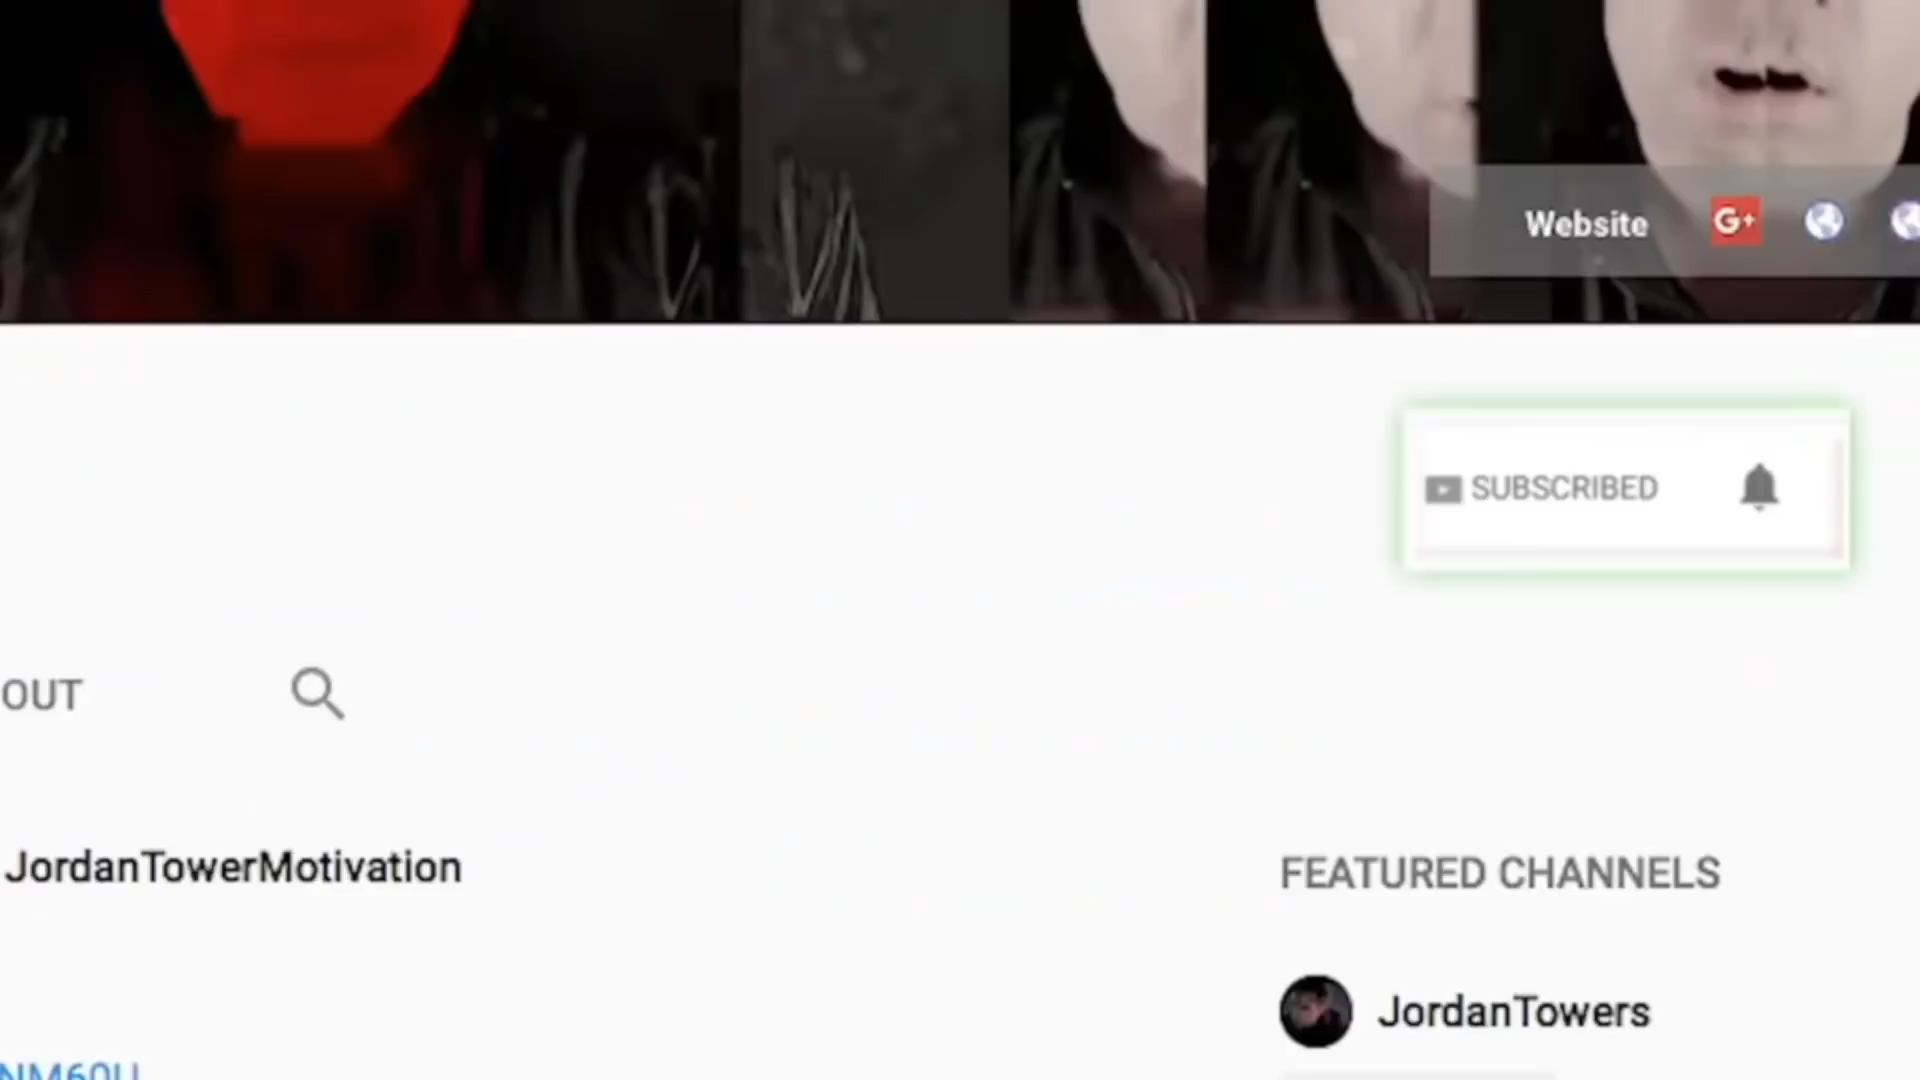 Website G+
SUBSCRIBED
OUT
JordanTowerMotivation
FEATURED CHANNELS
JordanTowers